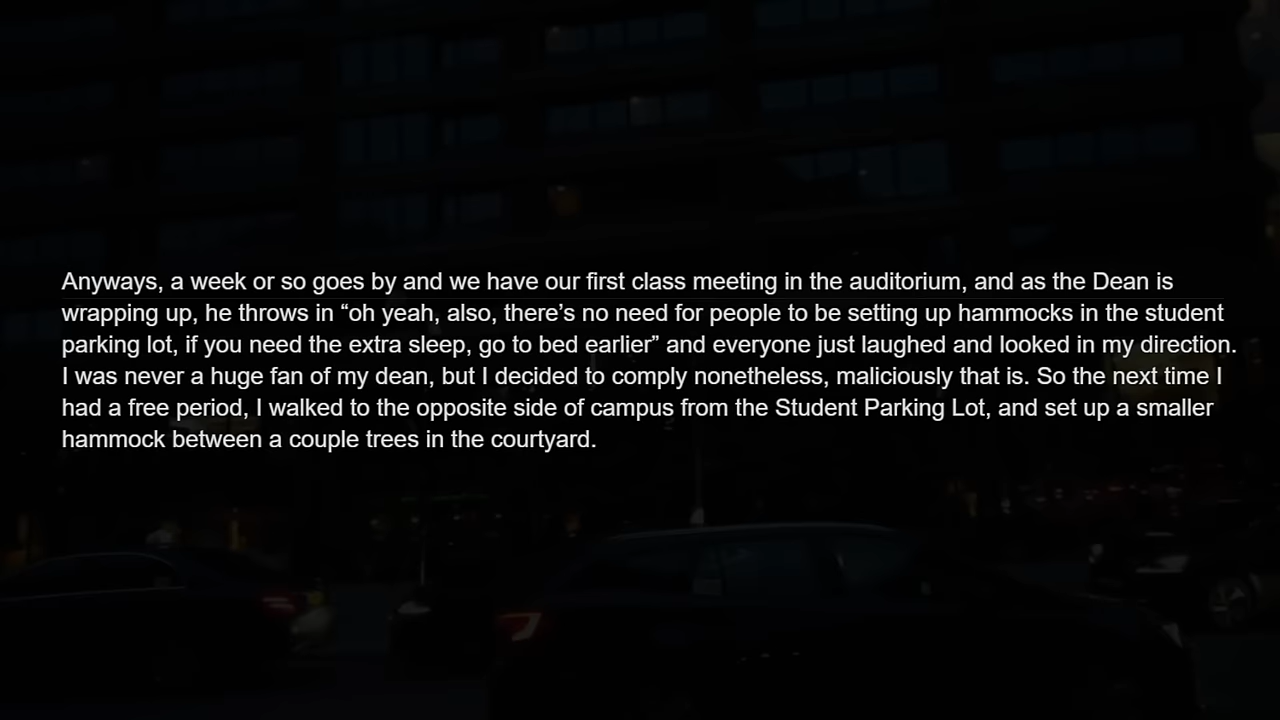 Anyways, a week or so goes by and we have our first class meeting in the auditorium, and as the Dean is
wrapping up, he throws in “oh yeah, also, there’s no need for people to be setting up hammocks in the student
parking lot, if you need the extra sleep, go to bed earlier” and everyone just laughed and looked in my direction.
I was never a huge fan of my dean, but I decided to comply nonetheless, maliciously that is. So the next time I
had a free period, I walked to the opposite side of campus from the Student Parking Lot, and set up a smaller
hammock between a couple trees in the courtyard.